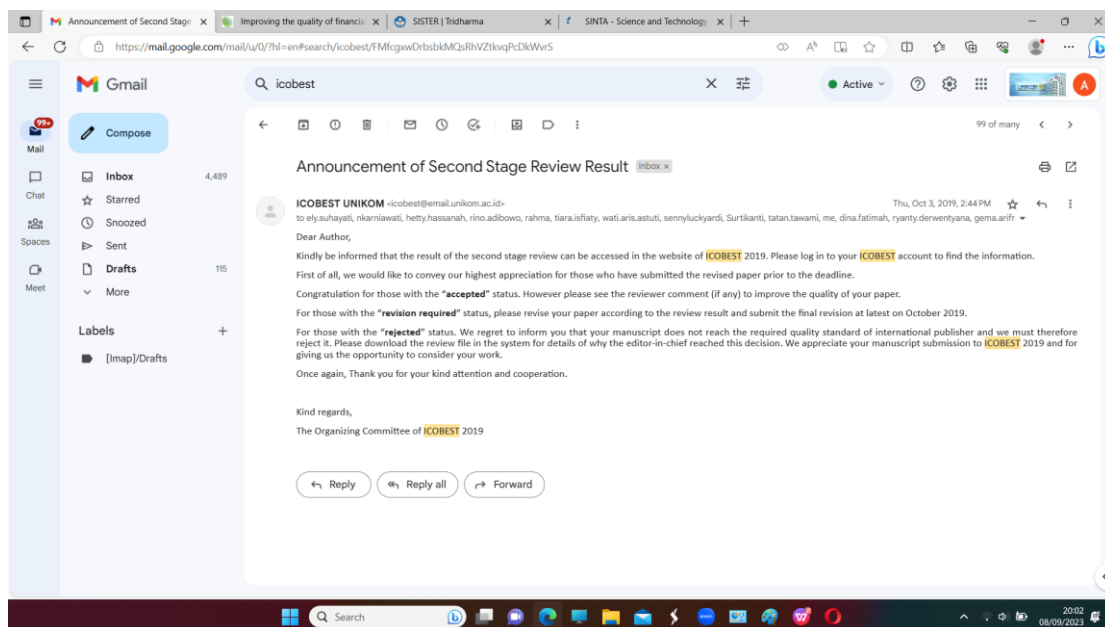 Announcement of Second Stage
Improving the quality of financia
SISTER | Tridharma
SINTA - Science and Technology
https://mail.google.com/mail/u/0/?hl=en#search/icobest/FMfcgxwDrbsbkMQsRhVZtkvqPcDkWvrS
Gmail
icobest
Active
A
99+
Mail
Chat
Spaces
Meet
Compose
Inbox 4,489
Starred
Snoozed
Sent
Drafts 115
More
Labels
[Imap]/Drafts
99 of many
Announcement of Second Stage Review Result Inbox x
ICOBEST UNIKOM <icobest@email.unikom.ac.id> Thu, Oct 3, 2019, 2:44 PM
to ely.suhayati, nkarniawati, hetty.hassanah, rino.adibowo, rahma, tiara.isfiaty, wati.aris.astuti, sennyluckyardi, Surtikanti, tatan.tawami, me, dina.fatimah, ryanty.derwentyana, gema.arifr
Dear Author,
Kindly be informed that the result of the second stage review can be accessed in the website of ICOBEST 2019. Please log in to your ICOBEST account to find the information.
First of all, we would like to convey our highest appreciation for those who have submitted the revised paper prior to the deadline.
Congratulation for those with the “accepted” status. However please see the reviewer comment (if any) to improve the quality of your paper.
For those with the “revision required” status, please revise your paper according to the review result and submit the final revision at latest on October 2019.
For those with the “rejected” status. We regret to inform you that your manuscript does not reach the required quality standard of international publisher and we must therefore
reject it. Please download the review file in the system for details of why the editor-in-chief reached this decision. We appreciate your manuscript submission to ICOBEST 2019 and for
giving us the opportunity to consider your work.
Once again, Thank you for your kind attention and cooperation.
Kind regards,
The Organizing Committee of ICOBEST 2019
Reply
Reply all
Forward
Search
20:02
08/09/2023